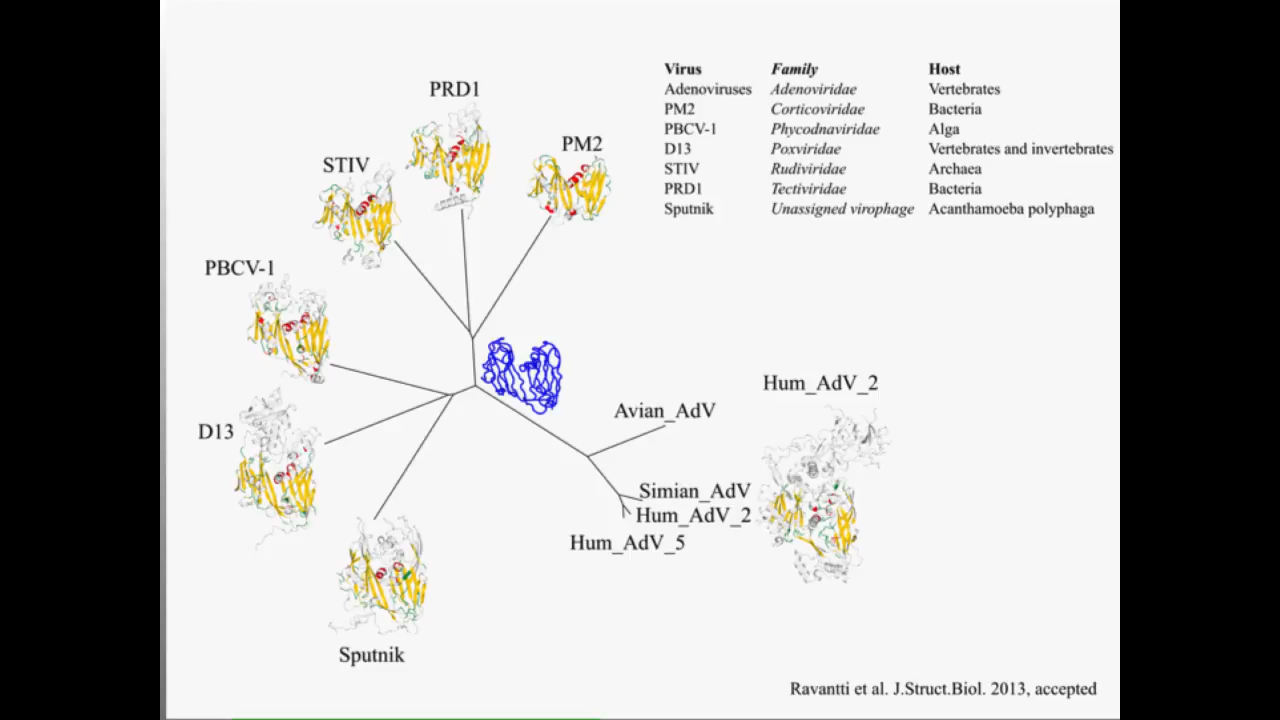 Virus Family Host
Adenoviruses Adenoviridae Vertebrates
PM2 Corticoviridae Bacteria
PBCV-1 Phycodnaviridae Alga
D13 Poxviridae Vertebrates and invertebrates
STIV Rudiviridae Archaea
PRD1 Tectiviridae Bacteria
Sputnik Unassigned virophage Acanthamoeba polyphaga
PRD1
PM2
STIV
PBCV-1
Hum_AdV_2
Avian_AdV
D13
Simian_AdV
Hum_AdV_2
Hum_AdV_5
Sputnik
Ravantti et al. J.Struct.Biol. 2013, accepted